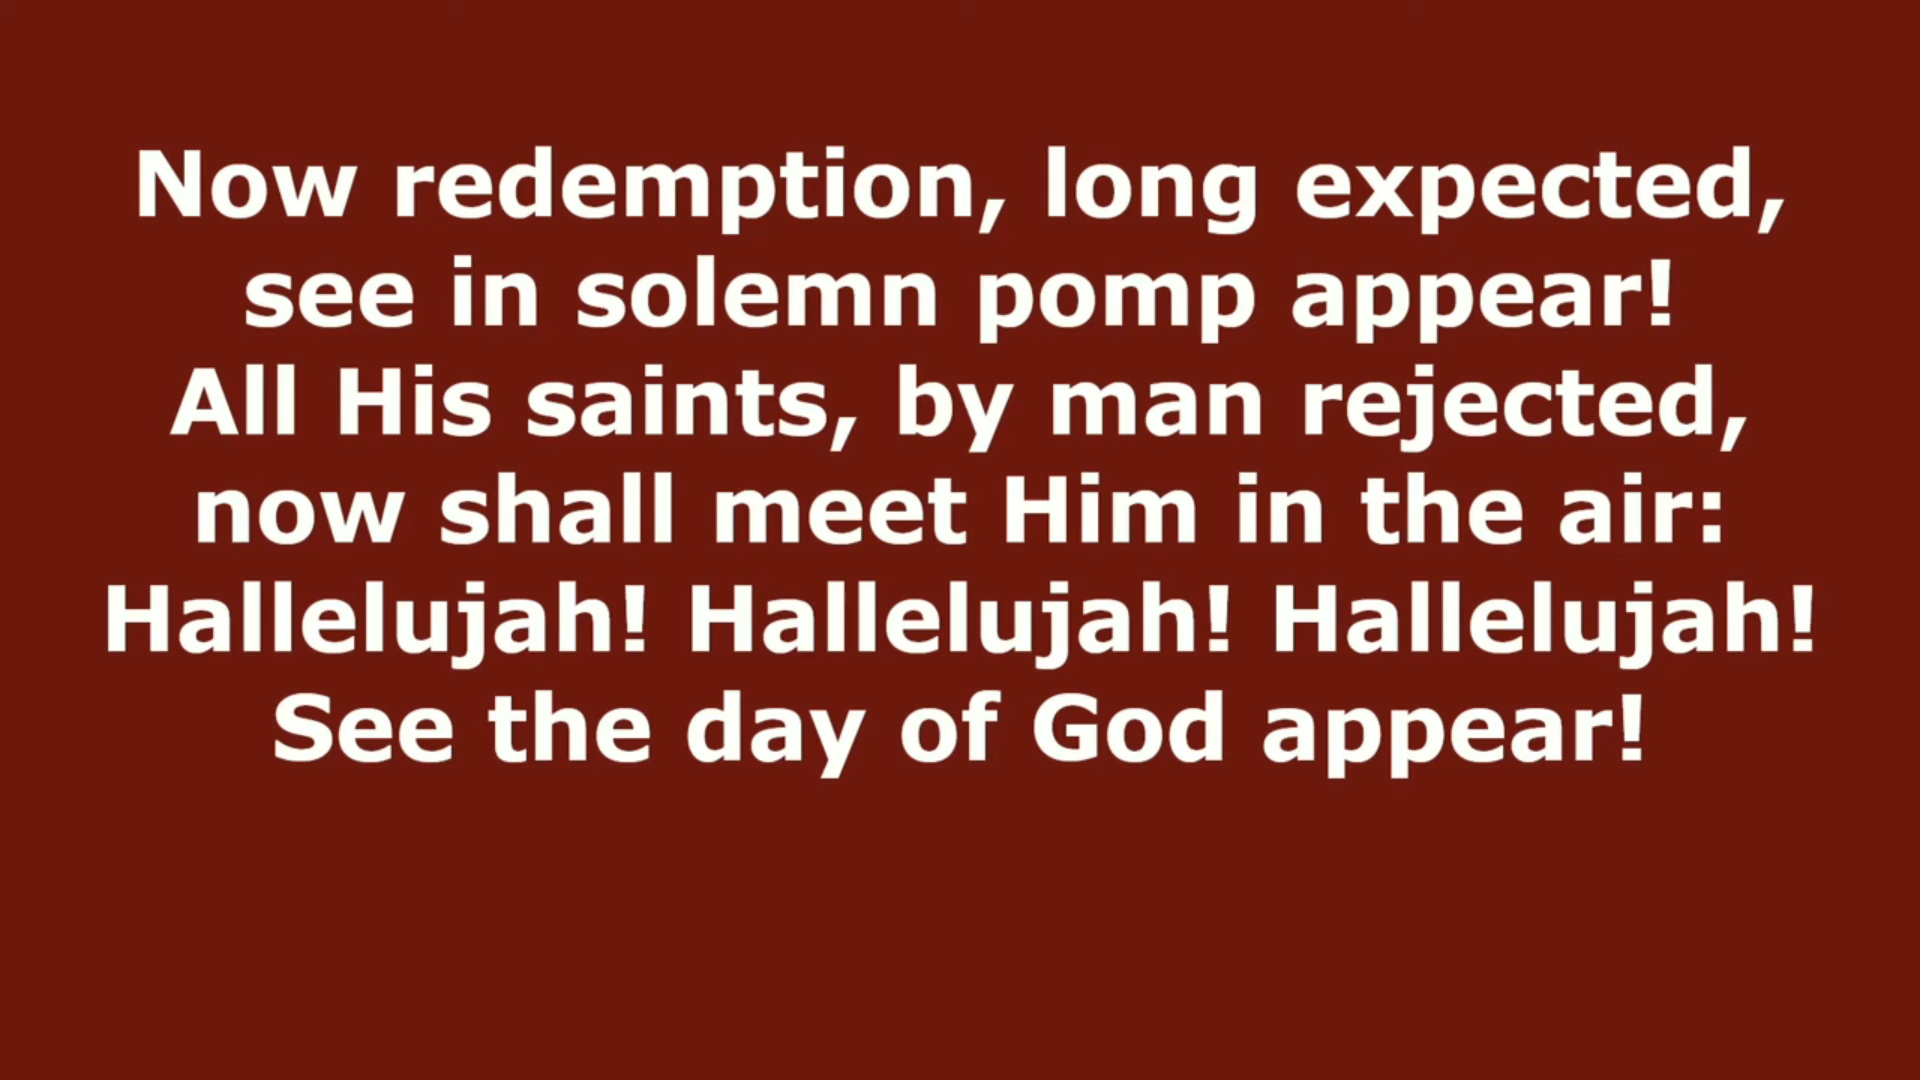 Now redemption, long expected,
see in solemn pomp appear!
All His saints, by man rejected,
now shall meet Him in the air:
Hallelujah! Hallelujah! Hallelujah!
See the day of God appear!